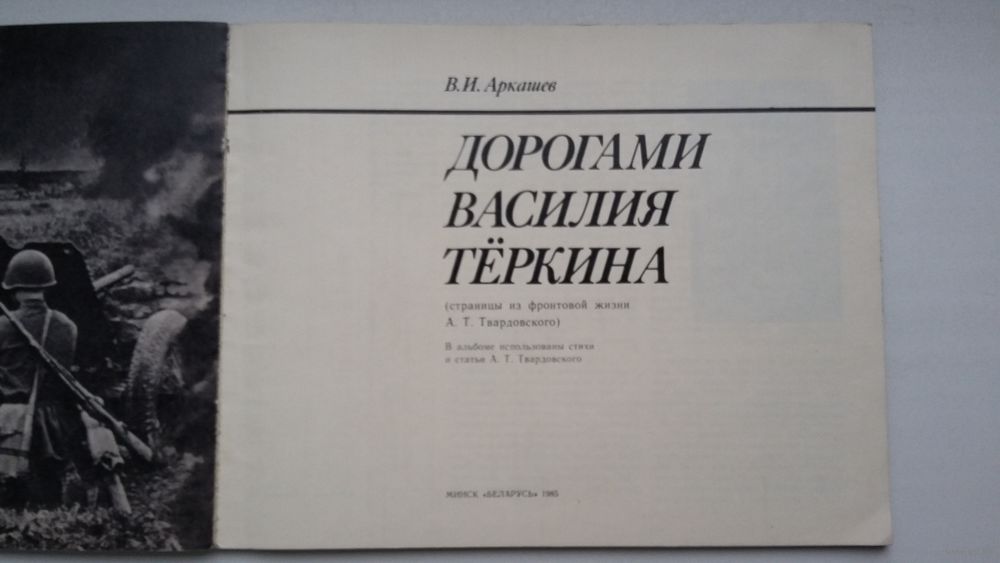 В.И. Аркашев
ДОРОГАМИ
ВАСИЛИЯ
ТЁРКИНА
(страницы из фронтовой жизни
А. Т. Твардовского)
В альбоме использованы стихи
и статьи А. Т. Твардовского
МИНСК «БЕЛАРУСЬ» 1985